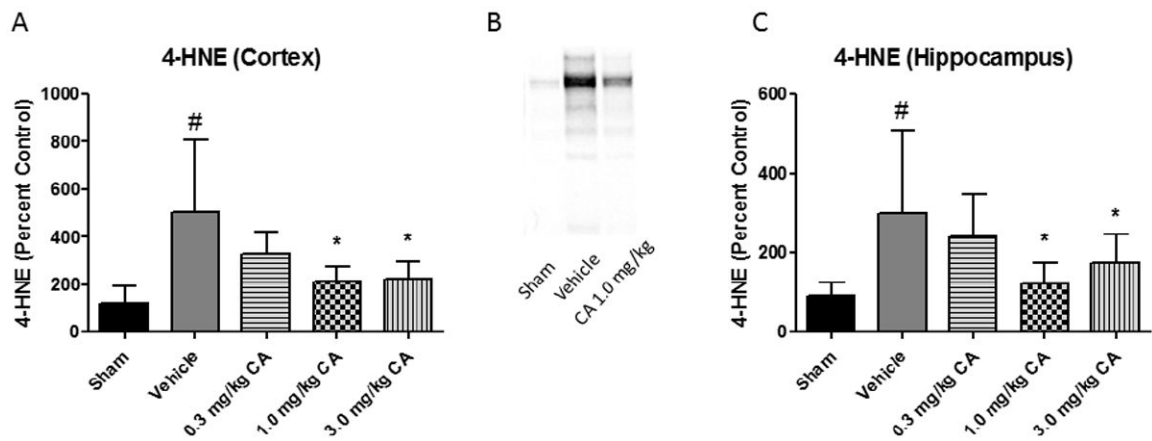 A
4-HNE (Cortex)
4-HNE (Percent Control)
1000
800
600
400
200
0
#
*
*
Sham
Vehicle
0.3 mg/kg CA
1.0 mg/kg CA
3.0 mg/kg CA
B
Sham
Vehicle
CA 1.0 mg/kg
C
4-HNE (Hippocampus)
4-HNE (Percent Control)
600
400
200
0
#
*
*
Sham
Vehicle
0.3 mg/kg CA
1.0 mg/kg CA
3.0 mg/kg CA